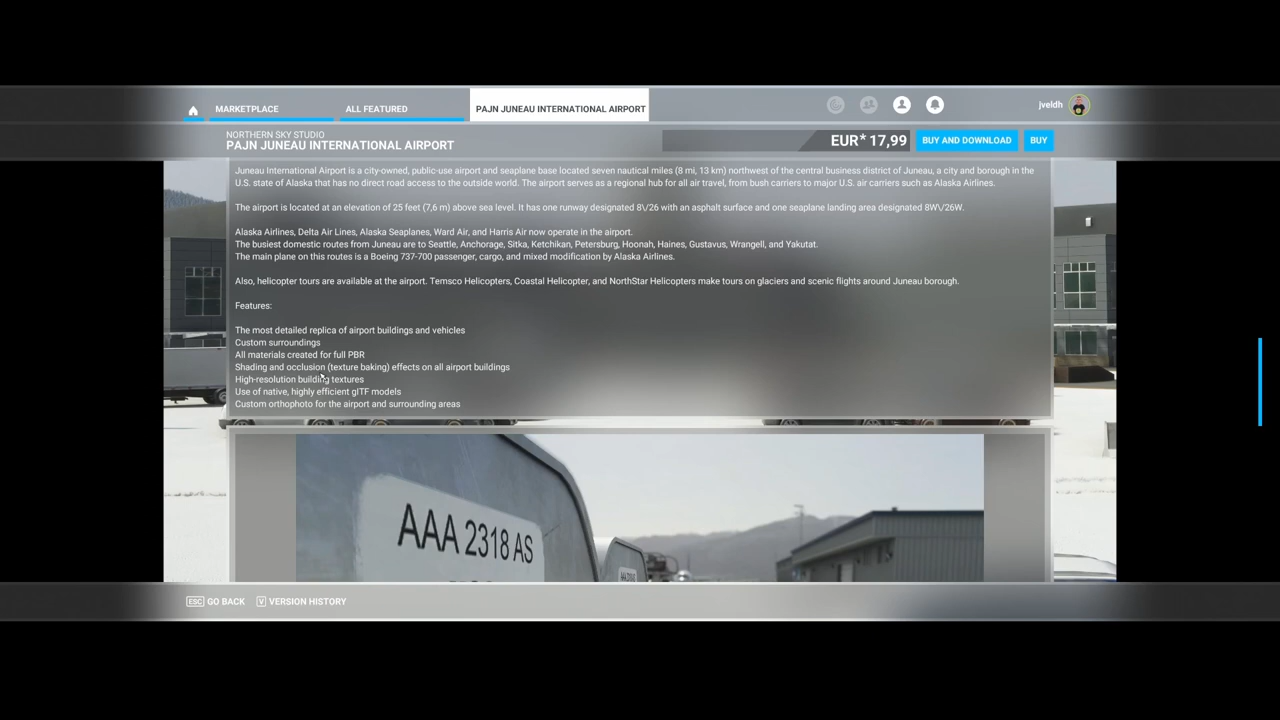 MARKETPLACE
ALL FEATURED
PAJN JUNEAU INTERNATIONAL AIRPORT
jveldh
NORTHERN SKY STUDIO
PAJN JUNEAU INTERNATIONAL AIRPORT
EUR* 17,99
BUY AND DOWNLOAD
BUY
Juneau International Airport is a city-owned, public-use airport and seaplane base located seven nautical miles (8 mi, 13 km) northwest of the central business district of Juneau, a city and borough in the
U.S. state of Alaska that has no direct road access to the outside world. The airport serves as a regional hub for all air travel, from bush carriers to major U.S. air carriers such as Alaska Airlines.
The airport is located at an elevation of 25 feet (7,6 m) above sea level. It has one runway designated 8\/26 with an asphalt surface and one seaplane landing area designated 8W\/26W.
Alaska Airlines, Delta Air Lines, Alaska Seaplanes, Ward Air, and Harris Air now operate in the airport.
The busiest domestic routes from Juneau are to Seattle, Anchorage, Sitka, Ketchikan, Petersburg, Hoonah, Haines, Gustavus, Wrangell, and Yakutat.
The main plane on this routes is a Boeing 737-700 passenger, cargo, and mixed modification by Alaska Airlines.
Also, helicopter tours are available at the airport. Temsco Helicopters, Coastal Helicopter, and NorthStar Helicopters make tours on glaciers and scenic flights around Juneau borough.
Features:
The most detailed replica of airport buildings and vehicles
Custom surroundings
All materials created for full PBR
Shading and occlusion (texture baking) effects on all airport buildings
High-resolution building textures
Use of native, highly efficient glTF models
Custom orthophoto for the airport and surrounding areas
AAA 2318 AS
ESC GO BACK
V VERSION HISTORY